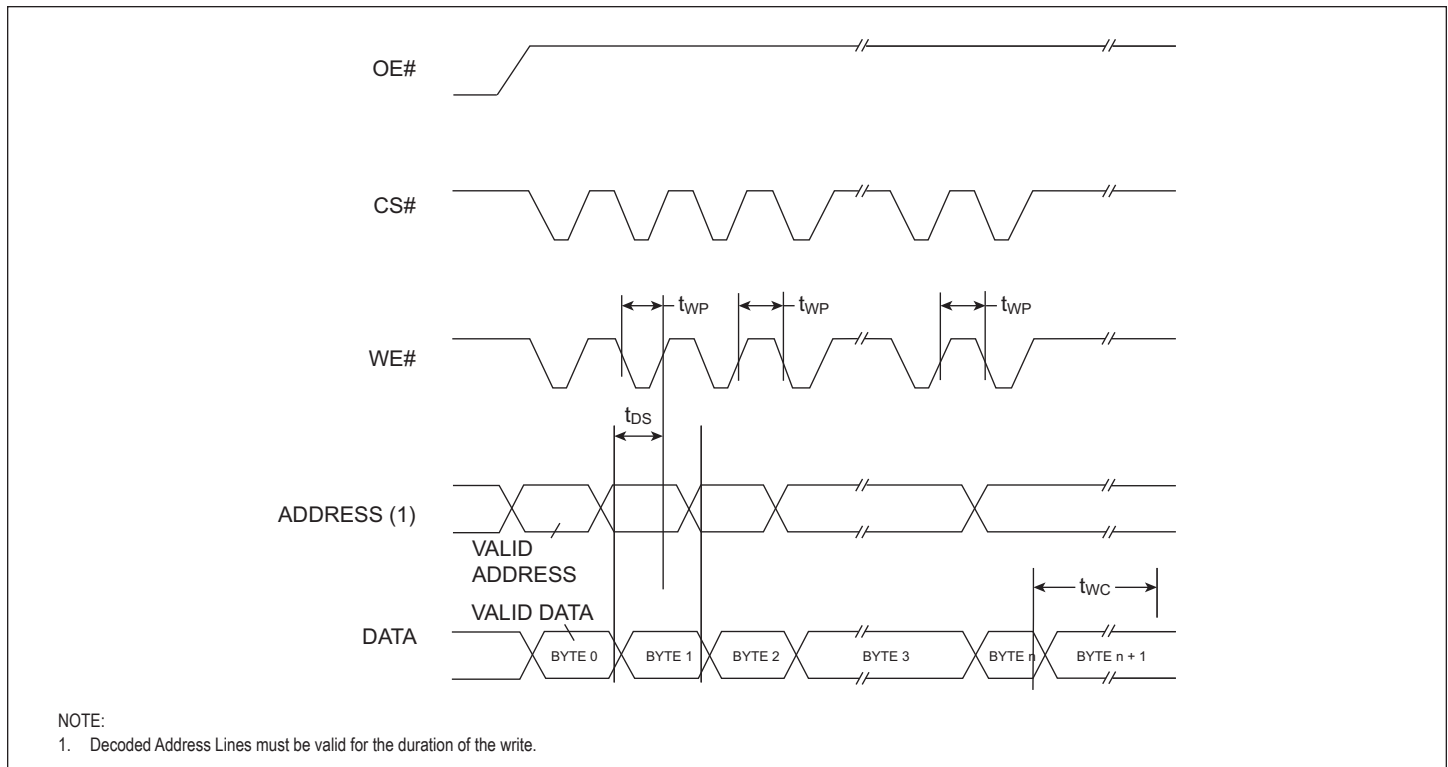 OE#
CS#
tWP
tWP
tWP
WE#
tDS
ADDRESS (1)
VALID
ADDRESS
tWC
VALID DATA
DATA
BYTE 0
BYTE 1
BYTE 2
BYTE 3
BYTE n
BYTE n + 1
NOTE:
1. Decoded Address Lines must be valid for the duration of the write.